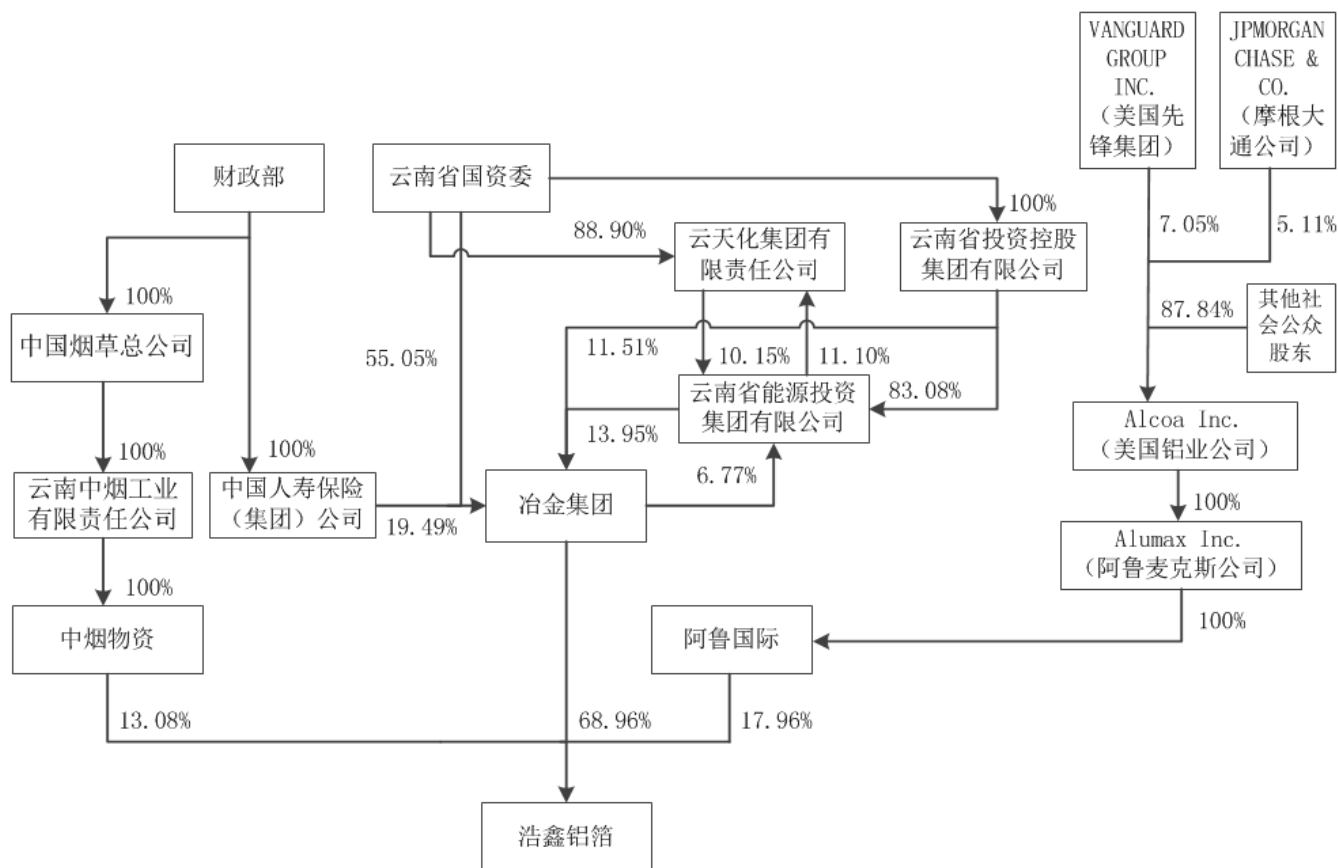 VANGUARD
GROUP
INC.
（美国先
锋集团）
JPMORGAN
CHASE &
CO.
（摩根大
通公司）
财政部
云南省国资委
100%
7.05%
5.11%
88.90%
云天化集团有
限责任公司
云南省投资控股
集团有限公司
100%
87.84%
其他社
会公众
股东
中国烟草总公司
55.05%
11.51%
10.15%
11.10%
云南省能源投资
集团有限公司
83.08%
Alcoa Inc.
（美国铝业公司）
13.95%
100%
100%
6.77%
云南中烟工业
有限责任公司
中国人寿保险
（集团）公司
19.49%
冶金集团
100%
Alumax Inc.
（阿鲁麦克斯公司）
100%
中烟物资
阿鲁国际
100%
13.08%
68.96%
17.96%
浩鑫铝箔